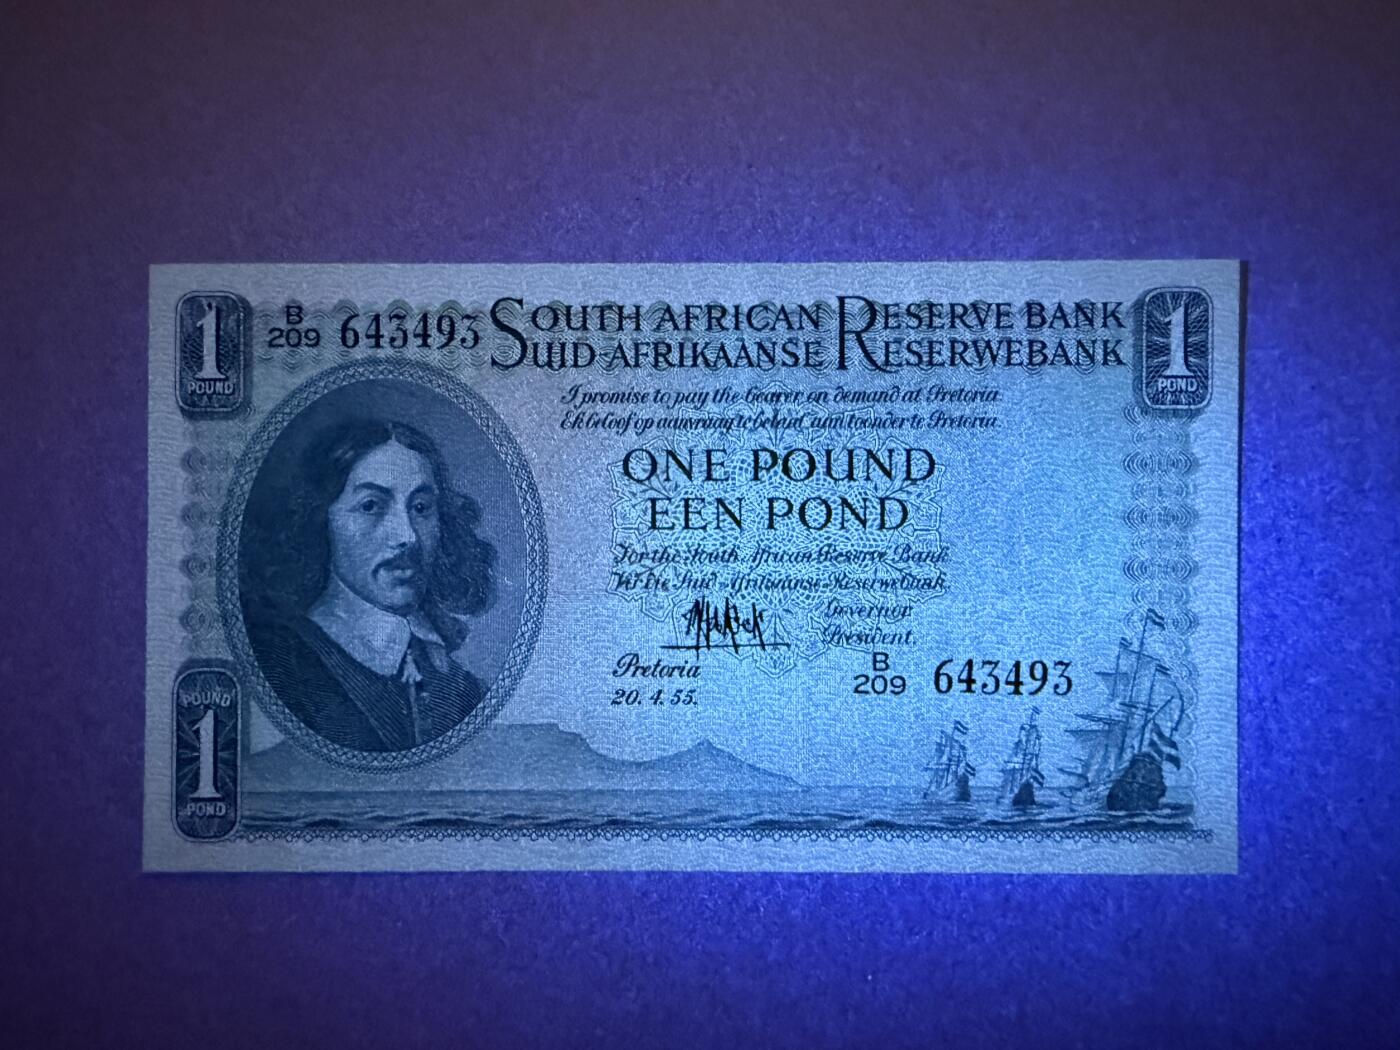 1 POUND
B 209 643493
SOUTH AFRICAN RESERVE BANK
SUID-AFRIKAANSE RESERWEBANK
1 POND
I promise to pay the bearer on demand at Pretoria
Ek beloof op aanvraag te betaal aan toonder te Pretoria.
ONE POUND
EEN POND
For the South African Reserve Bank
Vir die Suid-Afrikaanse Reserwebank
Governor
President.
Pretoria
20. 4. 55.
B 209 643493
POUND
1
POND